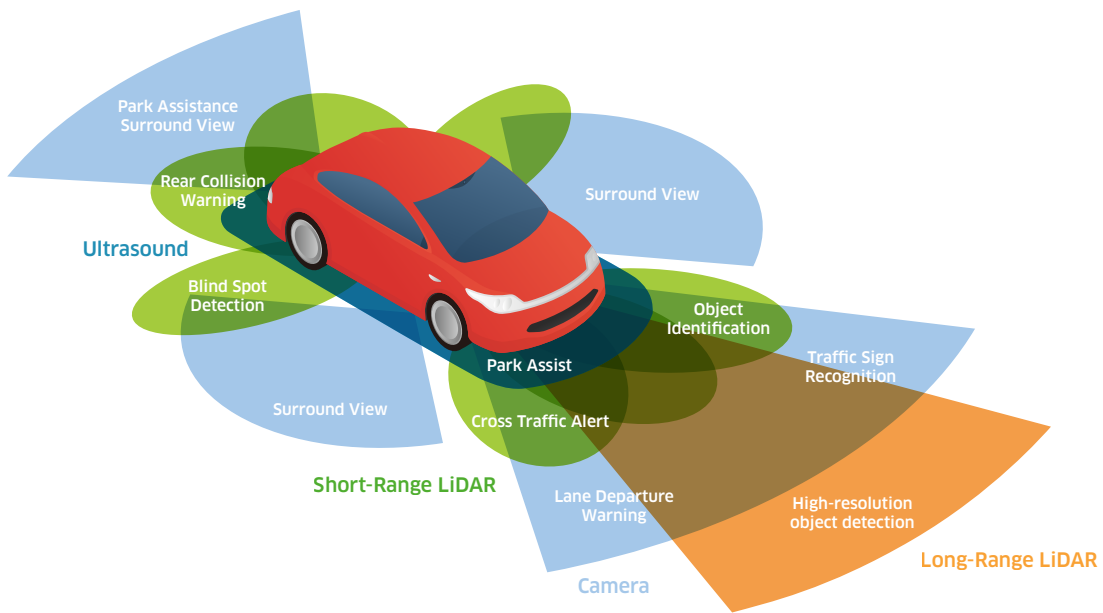 Park Assistance
Surround View
Rear Collision
Warning
Surround View
Ultrasound
Blind Spot
Detection
Object
Identification
Traffic Sign
Recognition
Park Assist
Surround View
Cross Traffic Alert
Short-Range LiDAR
Lane Departure
Warning
High-resolution
object detection
Long-Range LiDAR
Camera